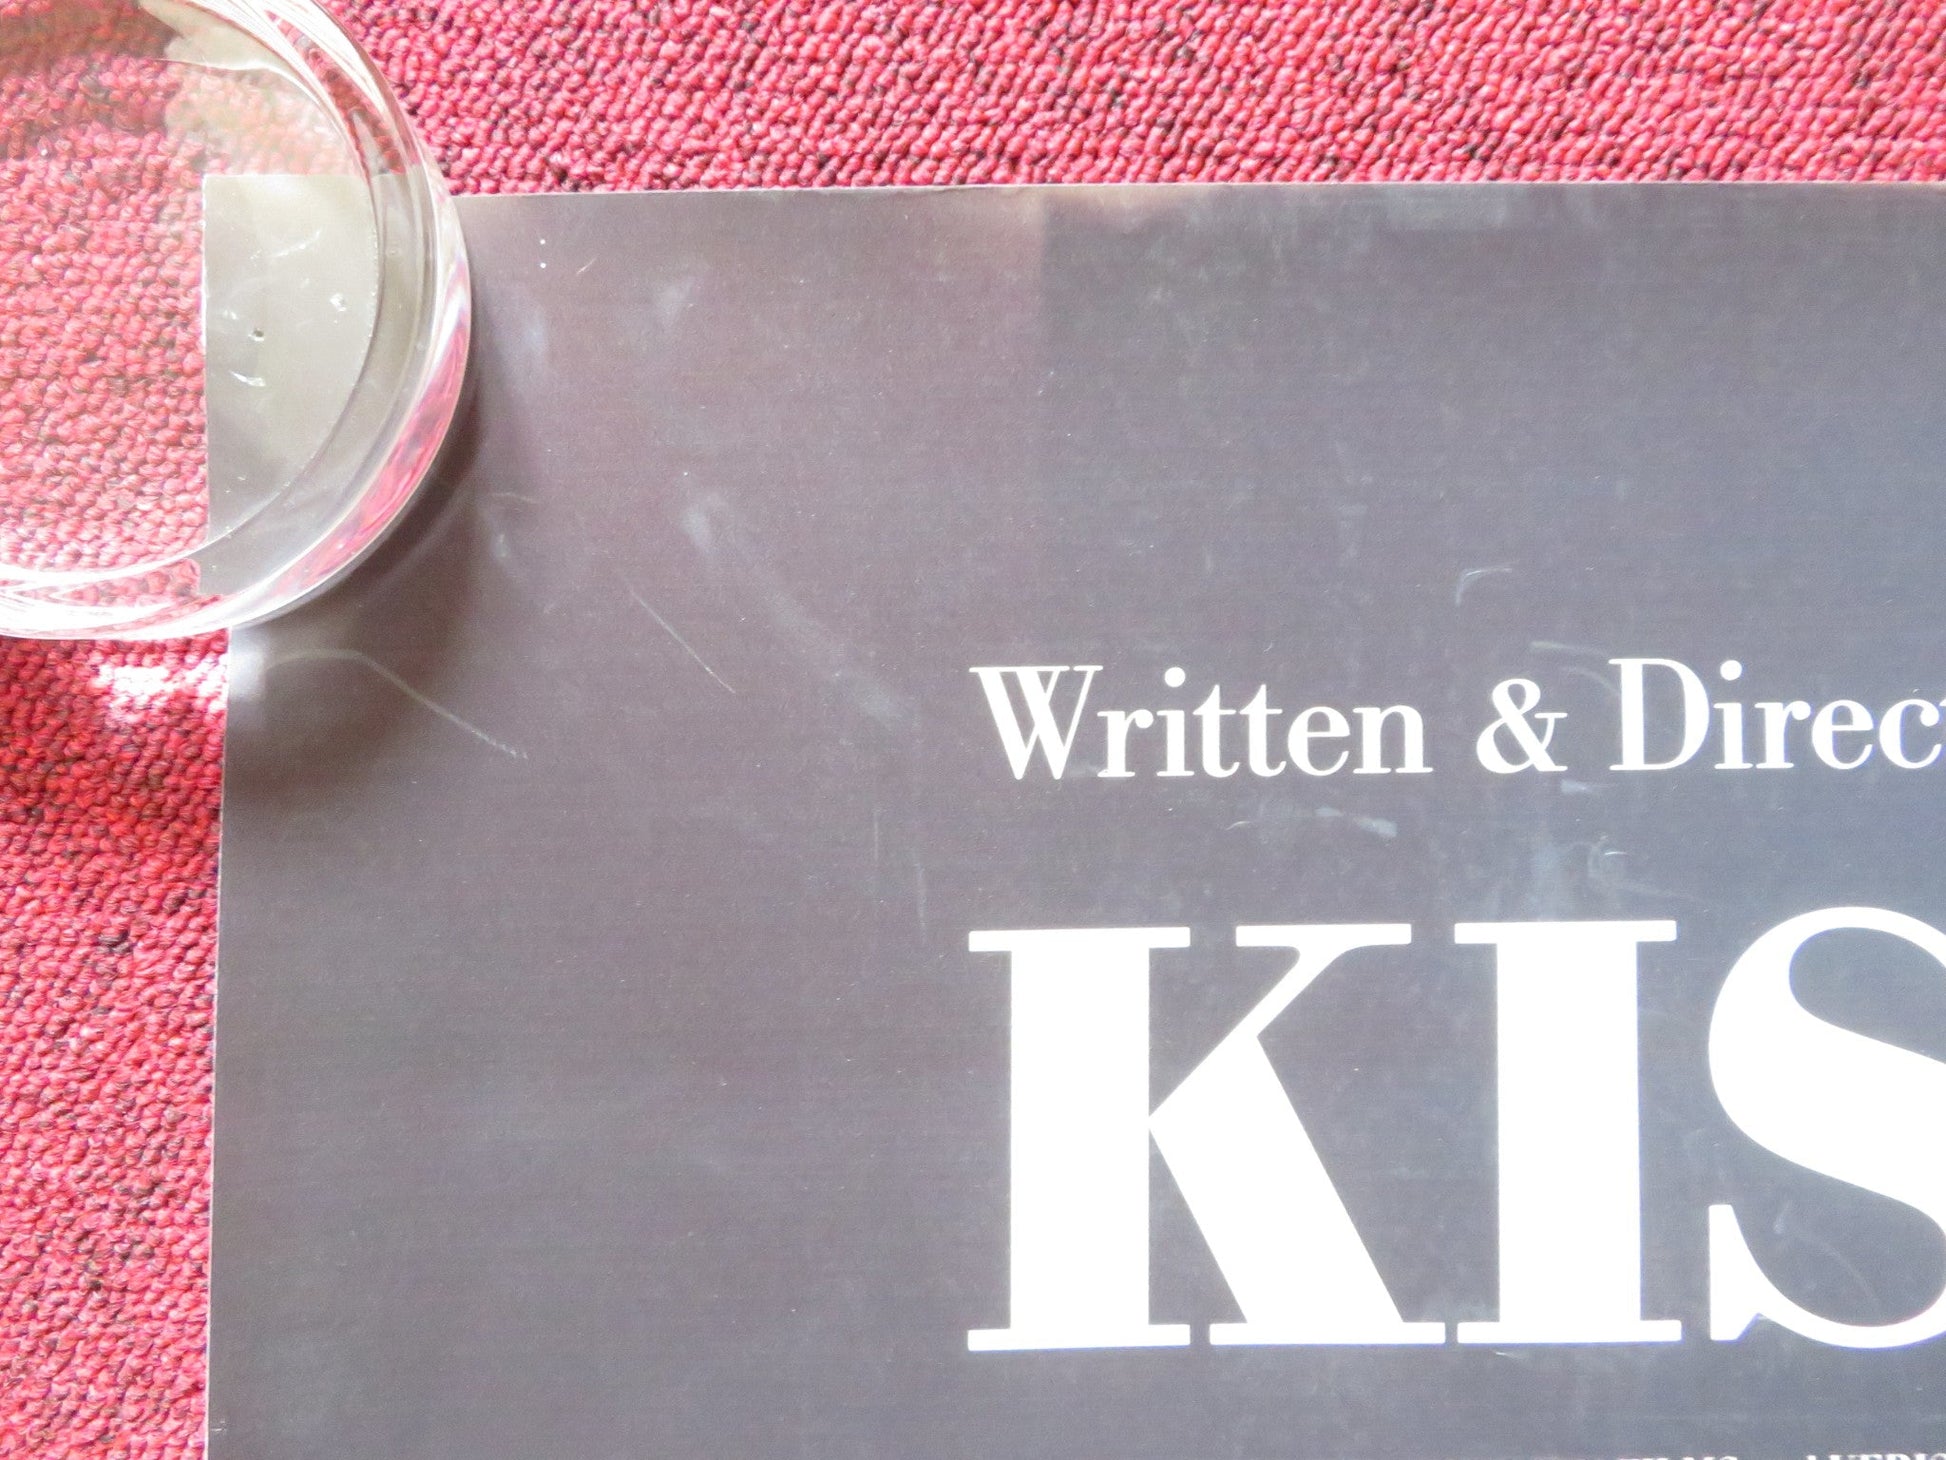 Written & Direct
KIS